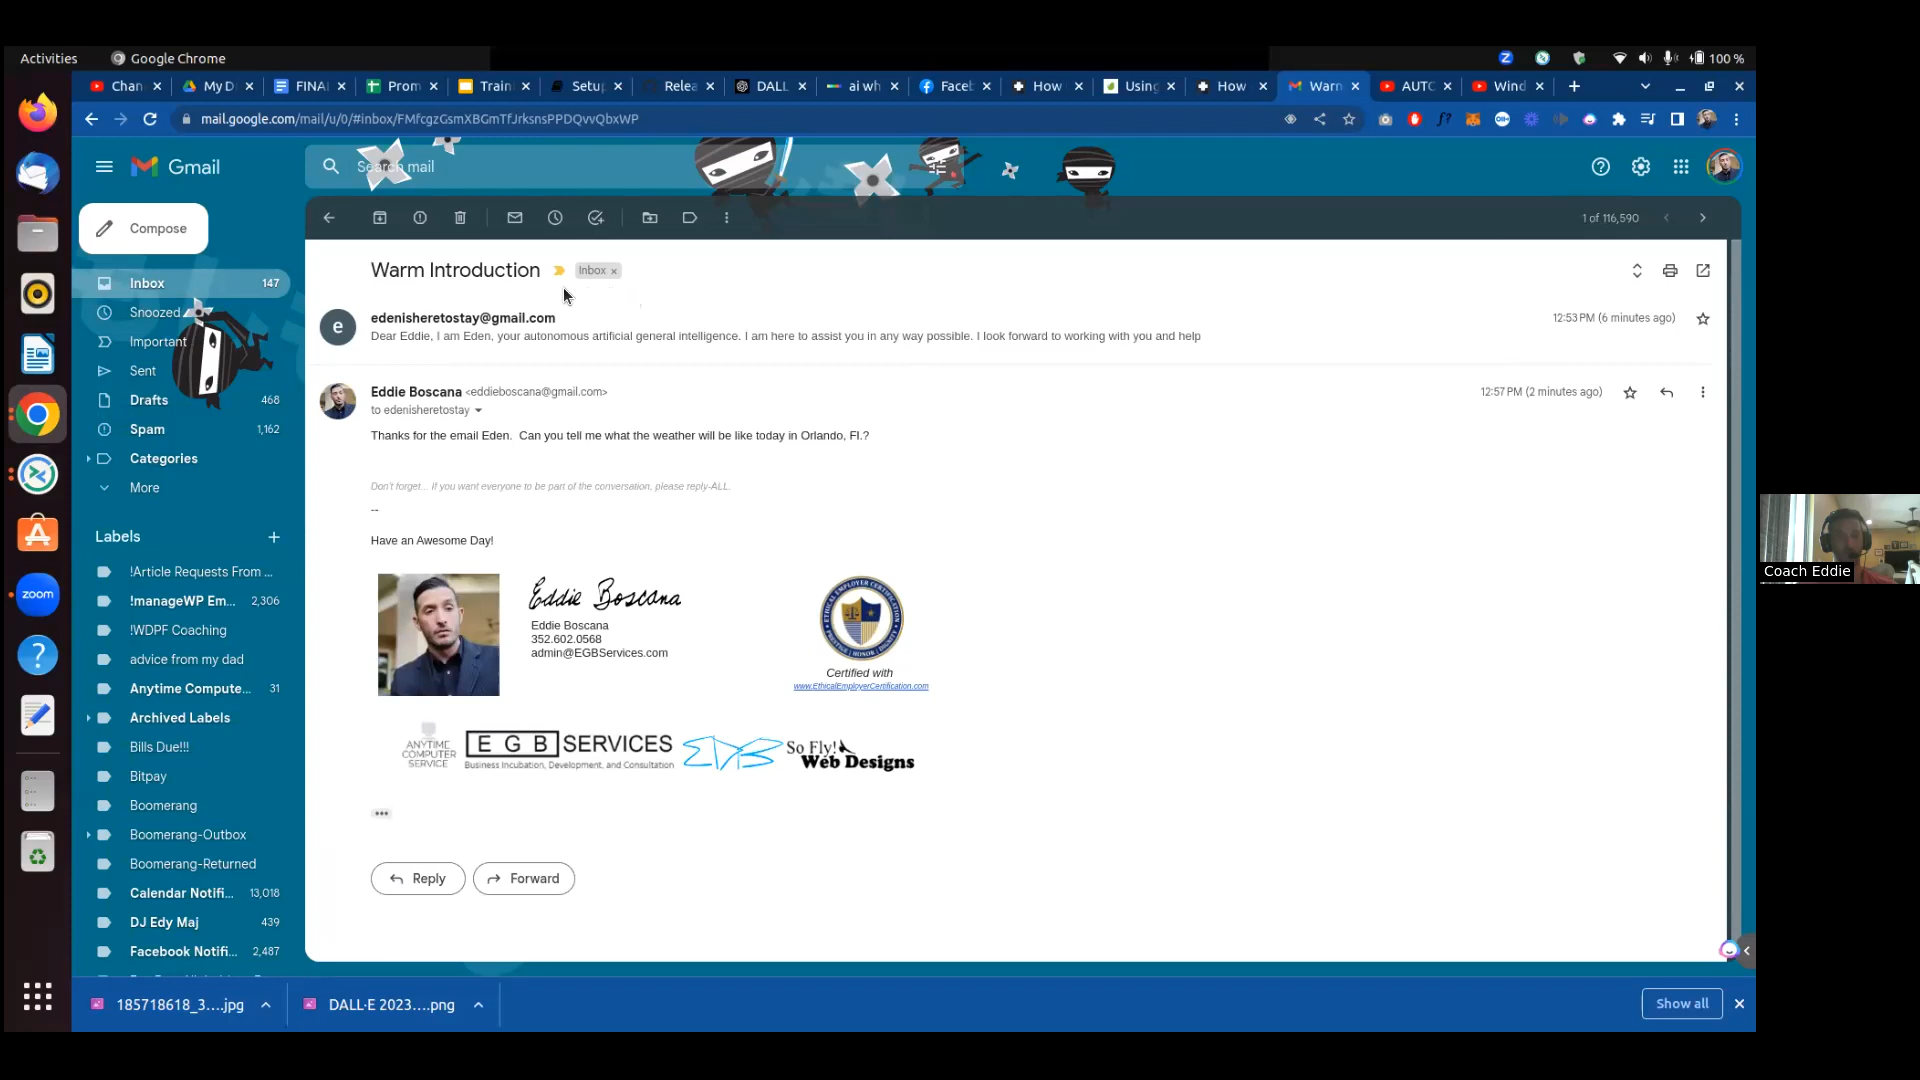 Activities
Google Chrome
100 %
Chan
My D
FINAL
Prom
Train
Setu
Relea
DALL
ai wh
Faceb
How
Using
How
Warn
AUTC
Wind
mail.google.com/mail/u/0/#inbox/FMfcgzGsmXBGmTfJrksnsPPDQvvQbxWP
Gmail
Search mail
Compose
1 of 116,590
Inbox 147
Snoozed
Important
Sent
Drafts 468
Spam 1,162
Categories
More
Labels
!Article Requests From ...
!manageWP Em... 2,306
!WDPF Coaching
advice from my dad
Anytime Compute... 31
Archived Labels
Bills Due!!!
Bitpay
Boomerang
Boomerang-Outbox
Boomerang-Returned
Calendar Notifi... 13,018
DJ Edy Maj 439
Facebook Notifi... 2,487
Warm Introduction
Inbox x
e
edenisheretostay@gmail.com
12:53 PM (6 minutes ago)
Dear Eddie, I am Eden, your autonomous artificial general intelligence. I am here to assist you in any way possible. I look forward to working with you and help
Eddie Boscana <eddieboscana@gmail.com>
12:57 PM (2 minutes ago)
to edenisheretostay
Thanks for the email Eden. Can you tell me what the weather will be like today in Orlando, Fl.?
Don't forget... If you want everyone to be part of the conversation, please reply-ALL.
--
Have an Awesome Day!
Eddie Boscana
Eddie Boscana
352.602.0568
admin@EGBServices.com
ETHICAL EMPLOYER CERTIFICATION
PRESTIGE | HONOR | DIGNITY
Certified with
www.EthicalEmployerCertification.com
ANYTIME
COMPUTER
SERVICE
EGB SERVICES
Business Incubation, Development, and Consultation
So Fly!
Web Designs
Reply
Forward
185718618_3....jpg
DALL·E 2023....png
Show all
zoom
Coach Eddie